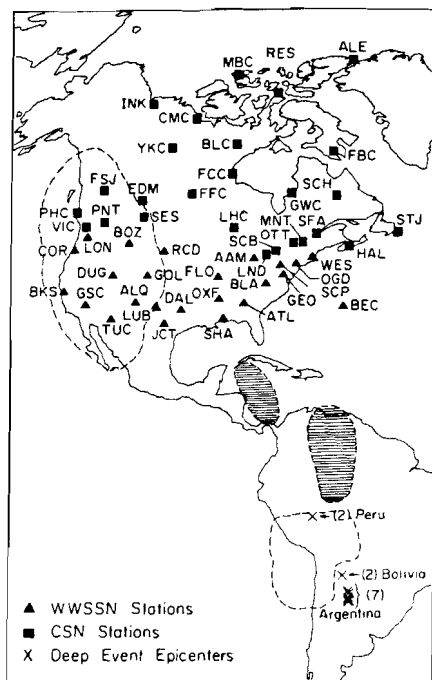 RES
ALE
MBC
INK
CMC
YKC
BLC
FBC
FCC
FSJ
EDM
FFC
SCH
GWC
PHC
PNT
SES
LHC
MNT
SFA
STJ
VIC
LON
BOZ
SCB
OTT
COR
RCD
AAM
WES
HAL
DUG
GOL
FLO
LND
OGD
BKS
GSC
ALQ
DAL
OXF
BLA
SCP
GEO
BEC
LUB
ATL
TUC
JCT
SHA
(2) Peru
(2) Bolivia
(7)
Argentina
WWSSN Stations
CSN Stations
Deep Event Epicenters